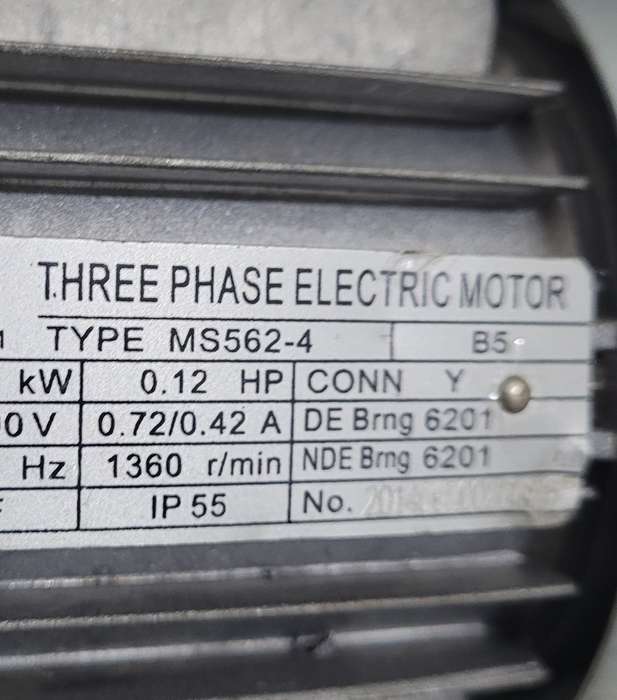 THREE PHASE ELECTRIC MOTOR
TYPE MS562-4 B5
kW 0.12 HP CONN Y
0 V 0.72/0.42 A DE Brng 6201
Hz 1360 r/min NDE Brng 6201
IP 55 No.